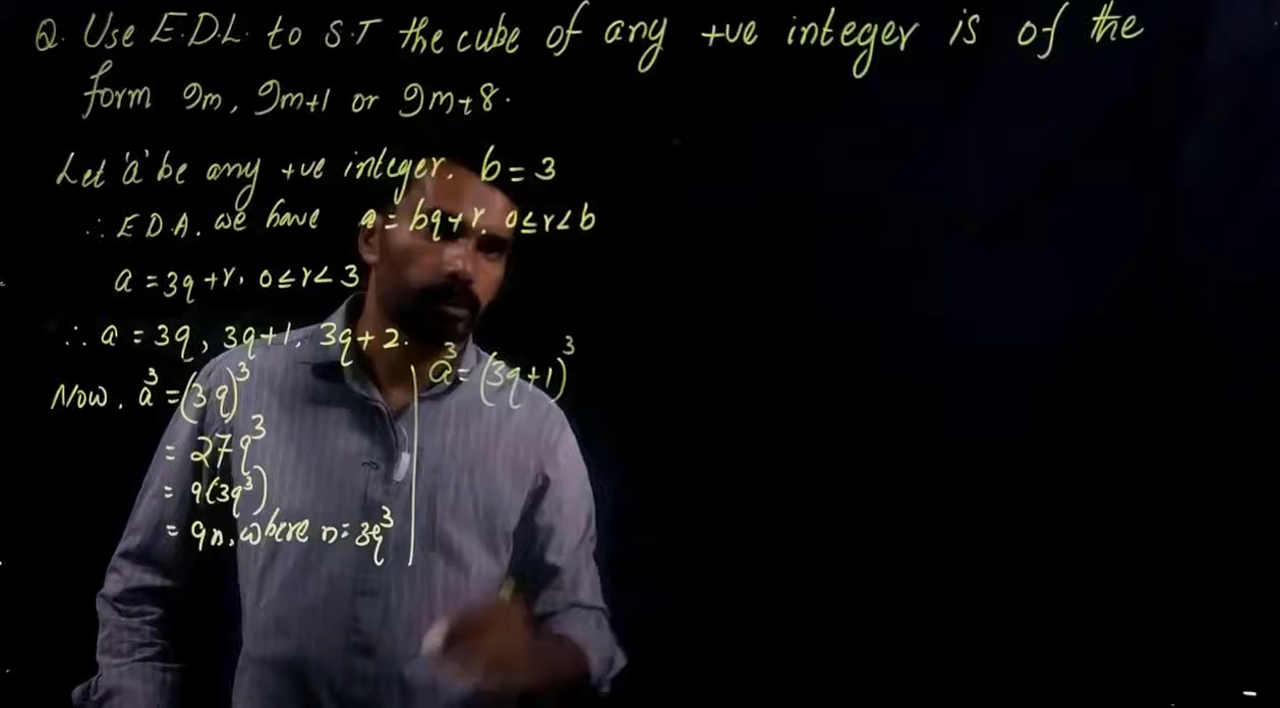 Q. Use E.D.L. to S.T the cube of any +ve integer is of the
form 9m, 9m+1 or 9m+8.
Let 'a' be any +ve integer. b = 3
∴ E D A. we have a = bq + r, 0 ≤ r < b
a = 3q + r, 0 ≤ r < 3
∴ a = 3q, 3q+1, 3q+2.
Now, a³ = (3q)³
= 27q³
= 9(3q³)
= 9n, where n = 3q³
a³ = (3q+1)³